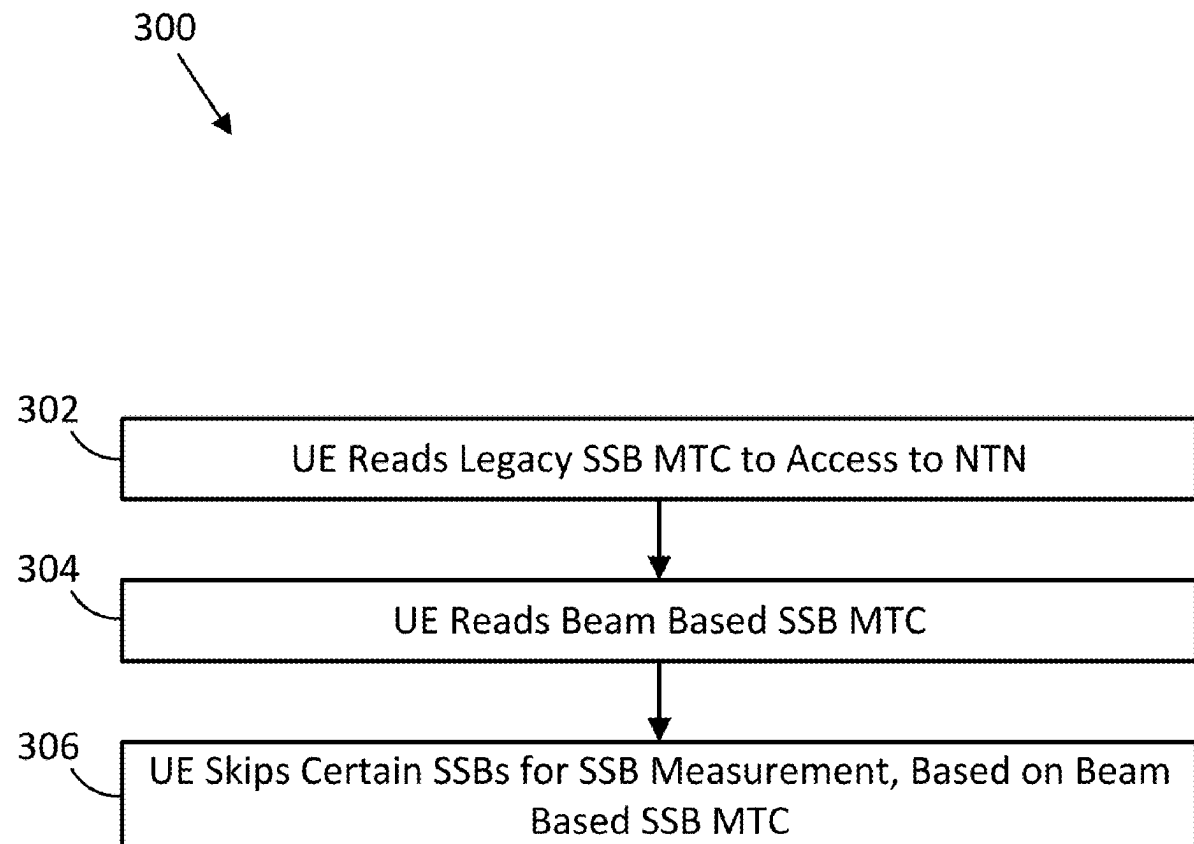 300
302
UE Reads Legacy SSB MTC to Access to NTN
304
UE Reads Beam Based SSB MTC
306
UE Skips Certain SSBs for SSB Measurement, Based on Beam
Based SSB MTC